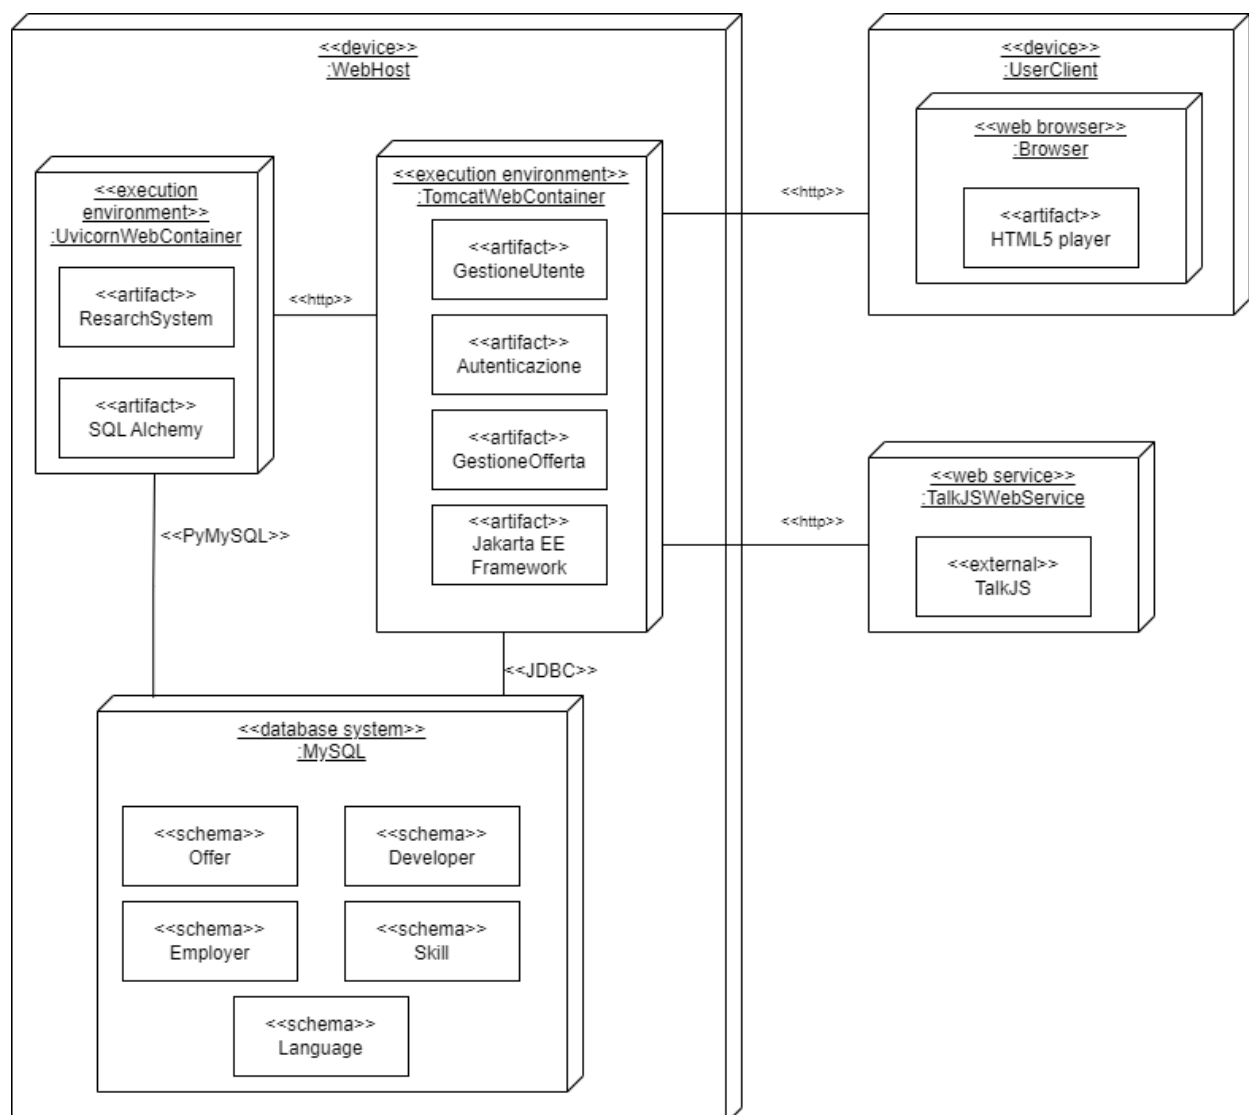 <<device>>
:WebHost
<<device>>
:UserClient
<<web browser>>
:Browser
<<artifact>>
HTML5 player
<<execution
environment>>
:UvicornWebContainer
<<artifact>>
ResarchSystem
<<artifact>>
SQL Alchemy
<<http>>
<<execution environment>>
:TomcatWebContainer
<<artifact>>
GestioneUtente
<<artifact>>
Autenticazione
<<artifact>>
GestioneOfferta
<<artifact>>
Jakarta EE
Framework
<<http>>
<<http>>
<<web service>>
:TalkJSWebService
<<external>>
TalkJS
<<PyMySQL>>
<<JDBC>>
<<database system>>
:MySQL
<<schema>>
Offer
<<schema>>
Developer
<<schema>>
Employer
<<schema>>
Skill
<<schema>>
Language